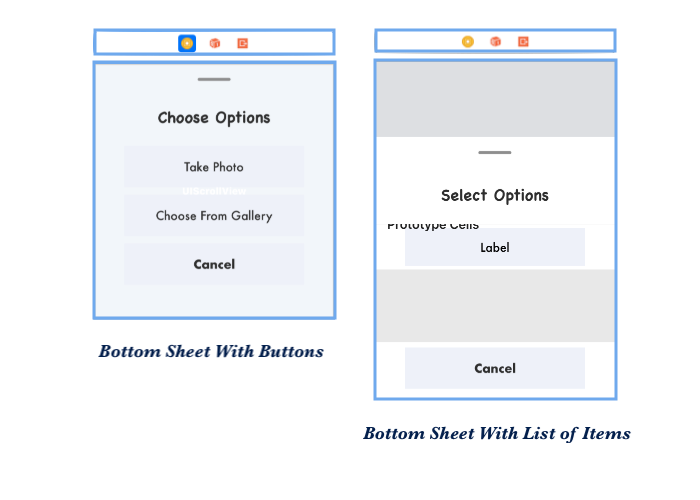 Choose Options
Take Photo
UIScrollView
Choose From Gallery
Cancel
Bottom Sheet With Buttons
Select Options
Prototype Cells
Label
Cancel
Bottom Sheet With List of Items